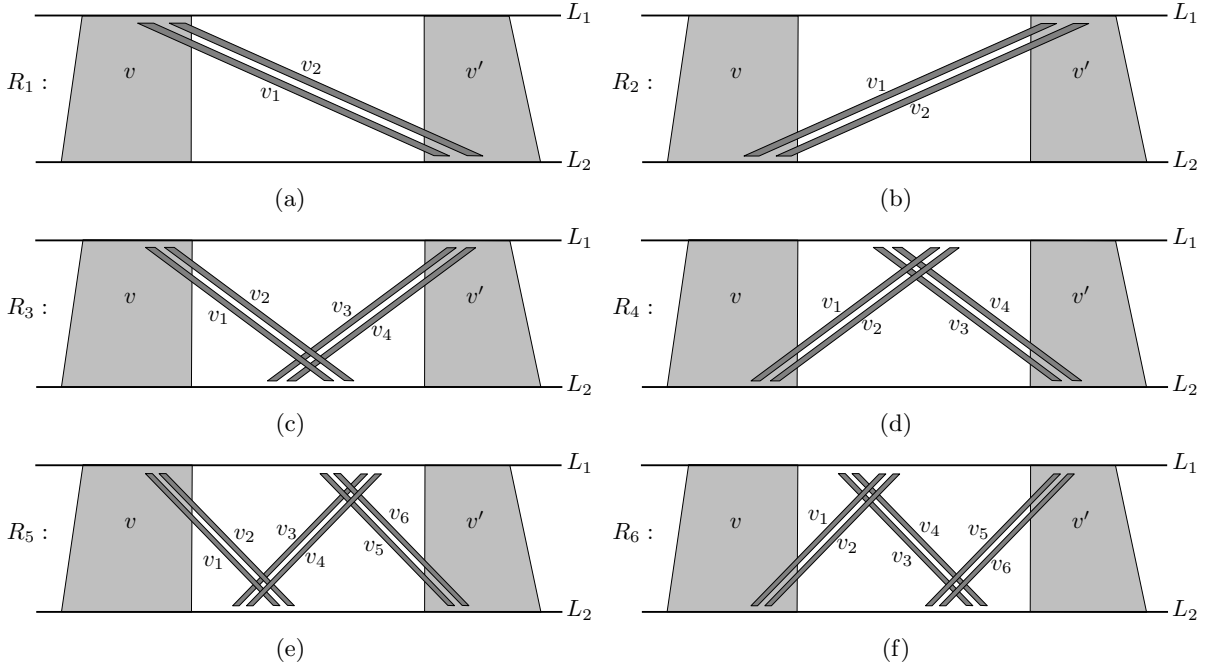 L₁ L₁
R₁ : v v₂ v₁ v′ R₂ : v v₁ v₂ v′
L₂ L₂
(a) (b)
L₁ L₁
R₃ : v v₂ v₁ v₃ v₄ v′ R₄ : v v₁ v₂ v₄ v₃ v′
L₂ L₂
(c) (d)
L₁ L₁
R₅ : v v₂ v₁ v₃ v₄ v₆ v₅ v′ R₆ : v v₁ v₂ v₄ v₃ v₅ v₆ v′
L₂ L₂
(e) (f)